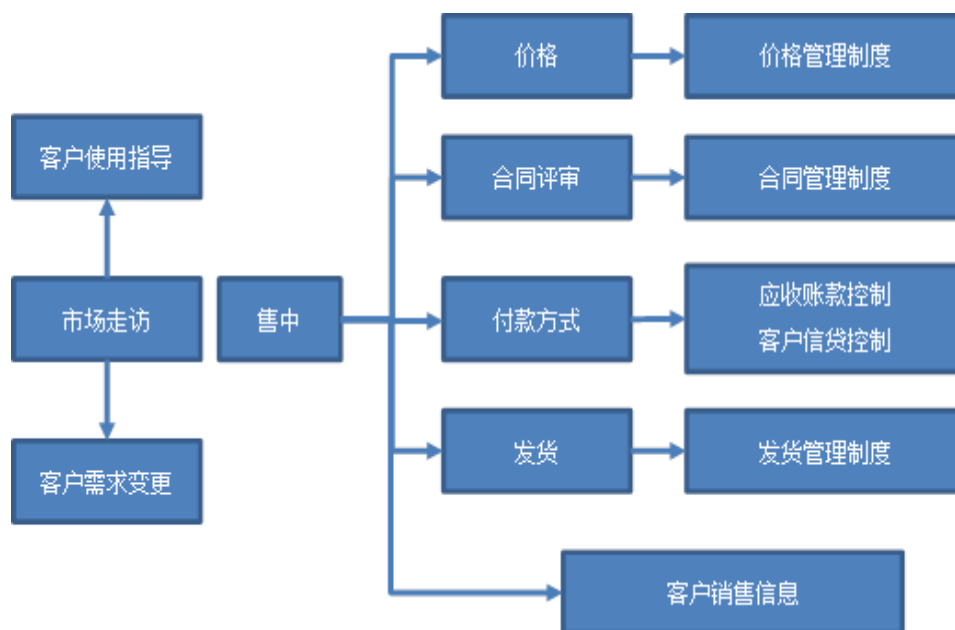 价格
价格管理制度
客户使用指导
合同评审
合同管理制度
市场走访
售中
付款方式
应收账款控制
客户信贷控制
发货
发货管理制度
客户需求变更
客户销售信息